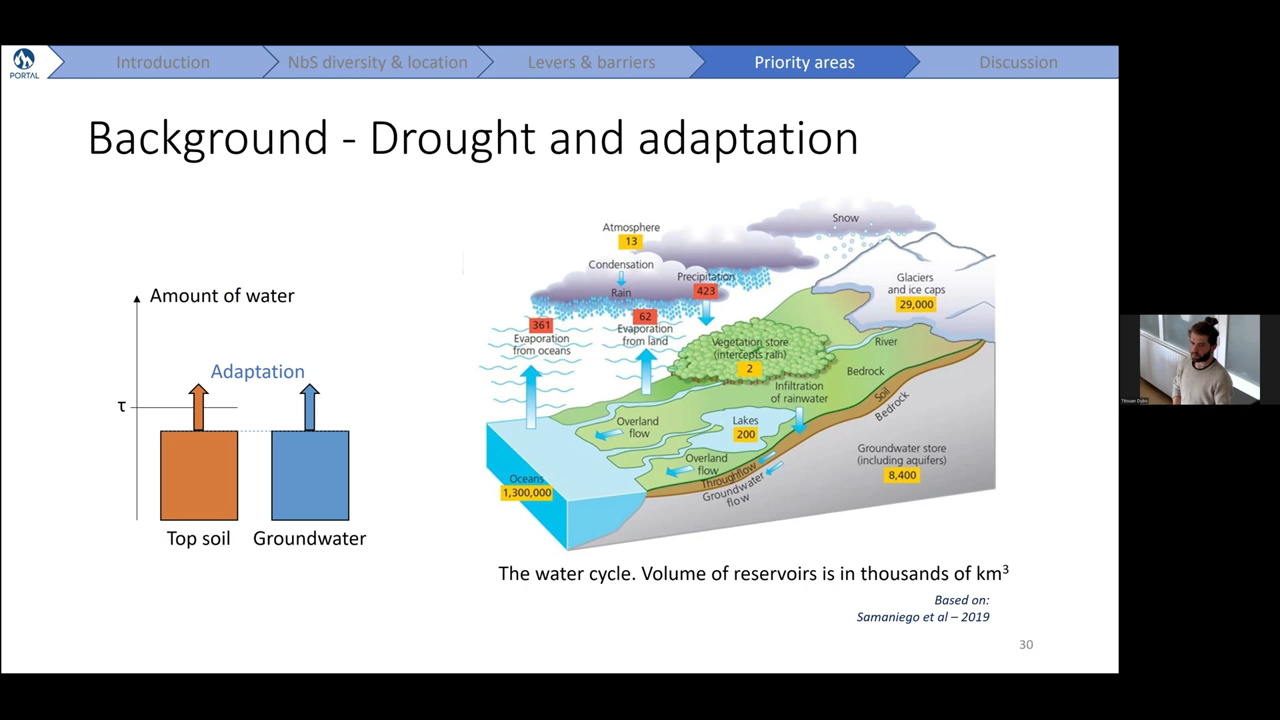 PORTAL
Introduction
NbS diversity & location
Levers & barriers
Priority areas
Discussion
Background - Drought and adaptation
Amount of water
Adaptation
τ
Top soil
Groundwater
Snow
Atmosphere
13
Condensation
Precipitation
423
Rain
Glaciers
and ice caps
29,000
361
Evaporation
from oceans
62
Evaporation
from land
Vegetation store
(intercepts rain)
2
River
Bedrock
Infiltration
of rainwater
Soil
Bedrock
Overland
flow
Lakes
200
Overland
flow
Throughflow
Groundwater
flow
Groundwater store
(including aquifers)
8,400
Oceans
1,300,000
The water cycle. Volume of reservoirs is in thousands of km³
Based on:
Samaniego et al – 2019
30